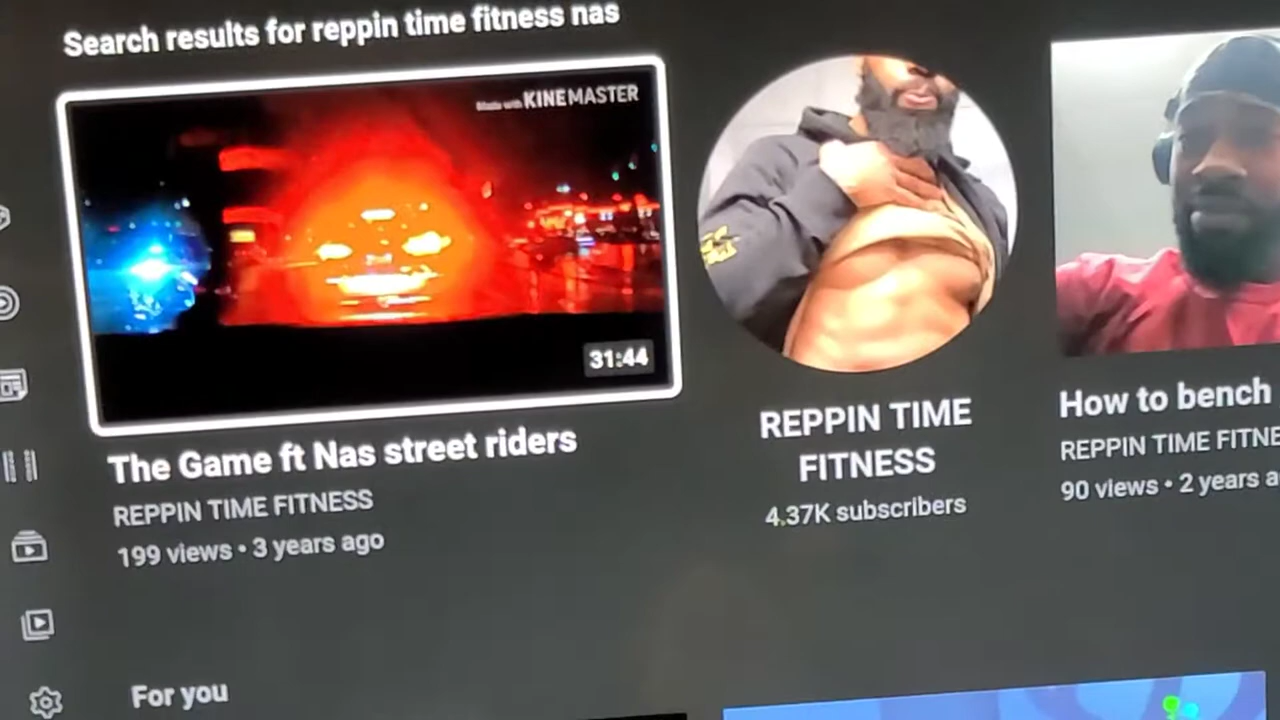 Search results for reppin time fitness nas
Made with KINEMASTER
31:44
The Game ft Nas street riders
REPPIN TIME FITNESS
199 views • 3 years ago
REPPIN TIME
FITNESS
4.37K subscribers
How to bench
REPPIN TIME FITNE
90 views • 2 years a
For you